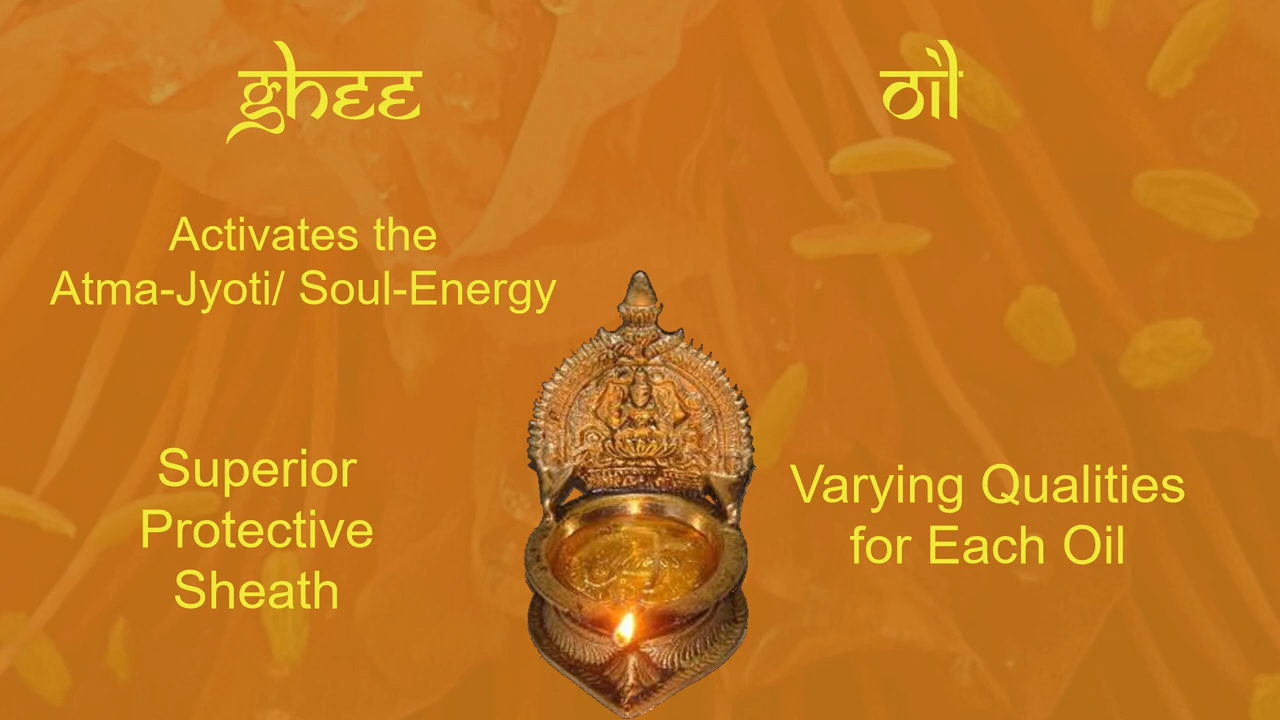 ghee
oil
Activates the
Atma-Jyoti/ Soul-Energy
Superior
Protective
Sheath
Varying Qualities
for Each Oil